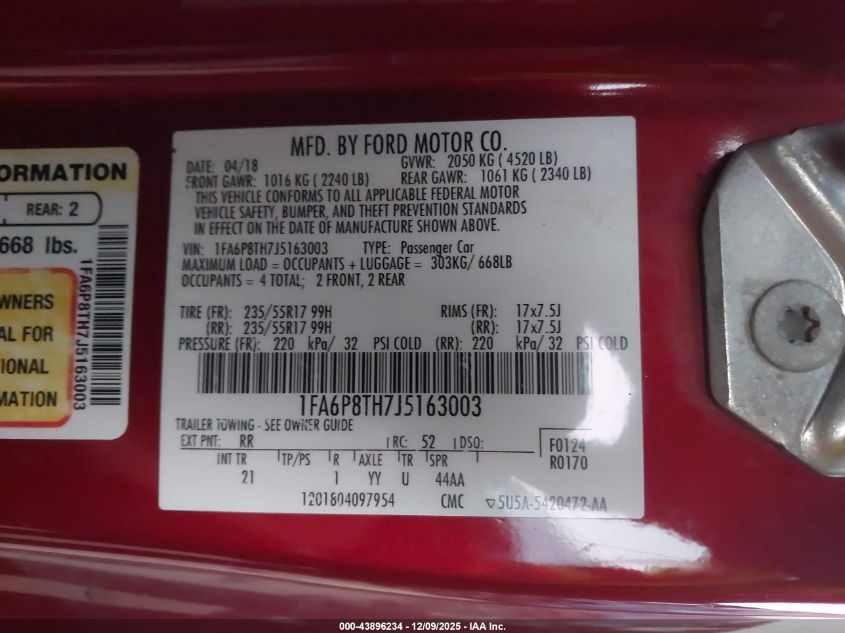 ORMATION
REAR: 2
668 lbs.
WNERS
AL FOR
TIONAL
MATION
1FA6P8TH7J5163003
MFD. BY FORD MOTOR CO.
DATE: 04/18 GVWR: 2050 KG ( 4520 LB)
FRONT GAWR: 1016 KG ( 2240 LB) REAR GAWR: 1061 KG ( 2340 LB)
THIS VEHICLE CONFORMS TO ALL APPLICABLE FEDERAL MOTOR
VEHICLE SAFETY, BUMPER, AND THEFT PREVENTION STANDARDS
IN EFFECT ON THE DATE OF MANUFACTURE SHOWN ABOVE.
VIN: 1FA6P8TH7J5163003 TYPE: Passenger Car
MAXIMUM LOAD = OCCUPANTS + LUGGAGE = 303KG/ 668LB
OCCUPANTS = 4 TOTAL; 2 FRONT, 2 REAR
TIRE (FR): 235/55R17 99H RIMS (FR): 17x7.5J
(RR): 235/55R17 99H (RR): 17x7.5J
PRESSURE (FR): 220 kPa/ 32 PSI COLD (RR): 220 kPa/ 32 PSI COLD
1FA6P8TH7J5163003
TRAILER TOWING - SEE OWNER GUIDE
EXT PNT: RR RC: 52 DSO: F0124
INT TR TP/PS R AXLE TR SPR R0170
21 1 YY U 44AA
1201804097954 CMC ▽5U5A-5420472-AA
000-43896234 - 12/09/2025 - IAA Inc.